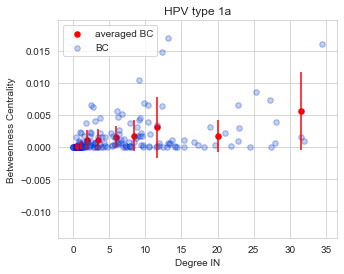 HPV type 1a
averaged BC
BC
Betweenness Centrality
0.015
0.010
0.005
0.000
−0.005
−0.010
0 5 10 15 20 25 30 35
Degree IN